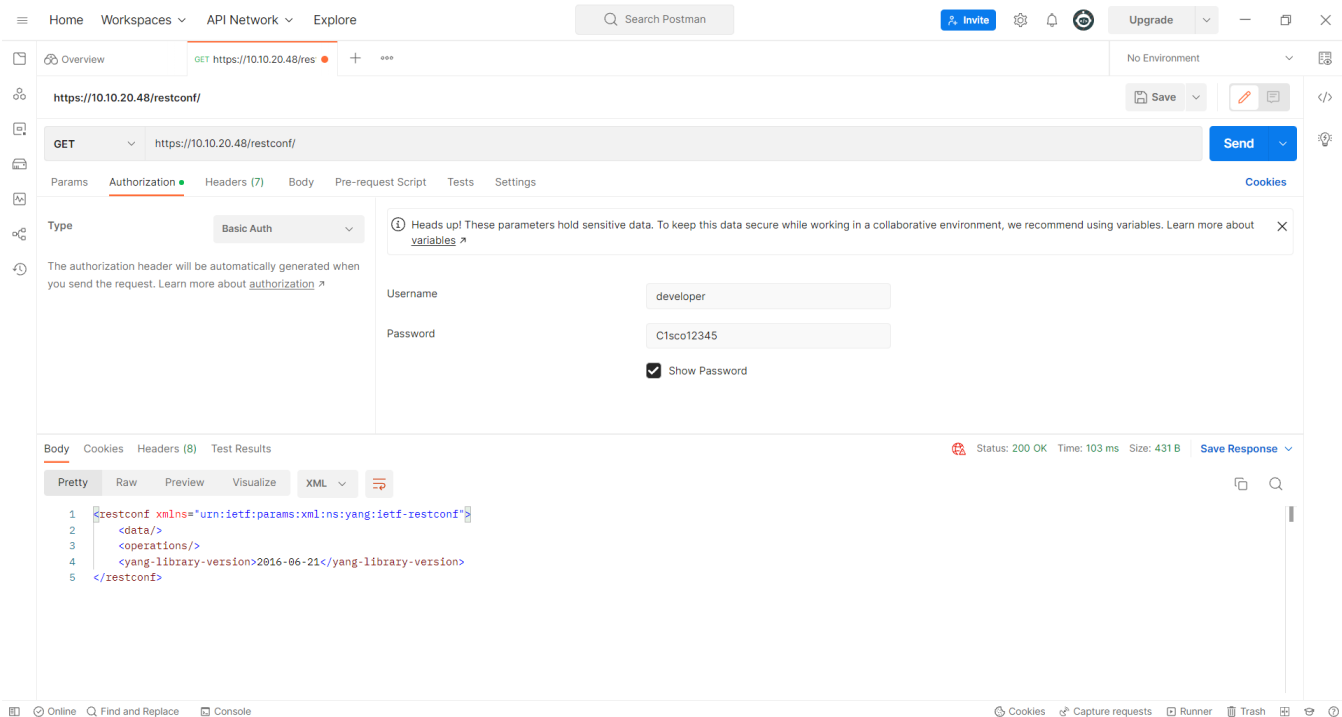 Home Workspaces API Network Explore Search Postman Invite Upgrade
Overview GET https://10.10.20.48/res No Environment
https://10.10.20.48/restconf/ Save
GET https://10.10.20.48/restconf/ Send
Params Authorization Headers (7) Body Pre-request Script Tests Settings Cookies
Type Basic Auth
The authorization header will be automatically generated when
you send the request. Learn more about authorization ↗
Heads up! These parameters hold sensitive data. To keep this data secure while working in a collaborative environment, we recommend using variables. Learn more about
variables ↗
Username developer
Password C1sco12345
Show Password
Body Cookies Headers (8) Test Results Status: 200 OK Time: 103 ms Size: 431 B Save Response
Pretty Raw Preview Visualize XML
1 <restconf xmlns="urn:ietf:params:xml:ns:yang:ietf-restconf">
2 <data/>
3 <operations/>
4 <yang-library-version>2016-06-21</yang-library-version>
5 </restconf>
Online Find and Replace Console Cookies Capture requests Runner Trash